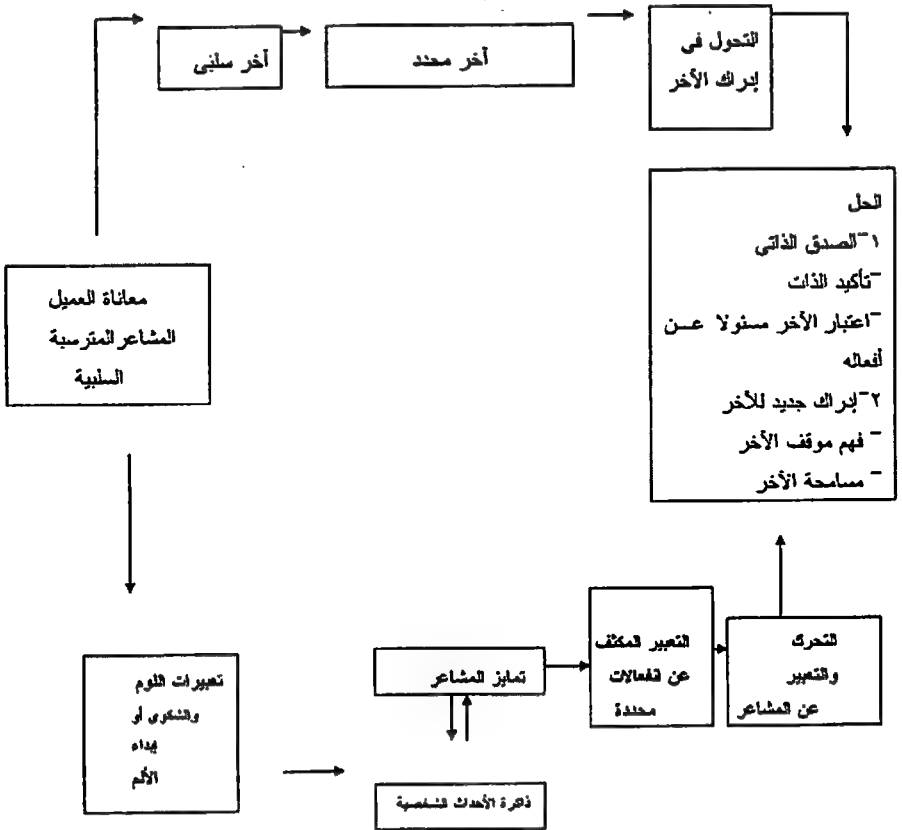 أخر سلبى
أخر محدد
التحول فى
إدراك الأخر
الحل
١-الصدق الذاتى
-تأكيد الذات
-اعتبار الأخر مسئولا عن
أفعاله
٢-إدراك جديد للأخر
- فهم موقف الأخر
- مسامحة الأخر
معاناة العميل
المشاعر المترسبة
السلبية
تعبيرات اللوم
والشكوى أو
إبداء
الألم
تمايز المشاعر
ذاكرة الأحداث الشخصية
التعبير المكثف
عن انفعالات
محددة
التحرك
والتعبير
عن المشاعر